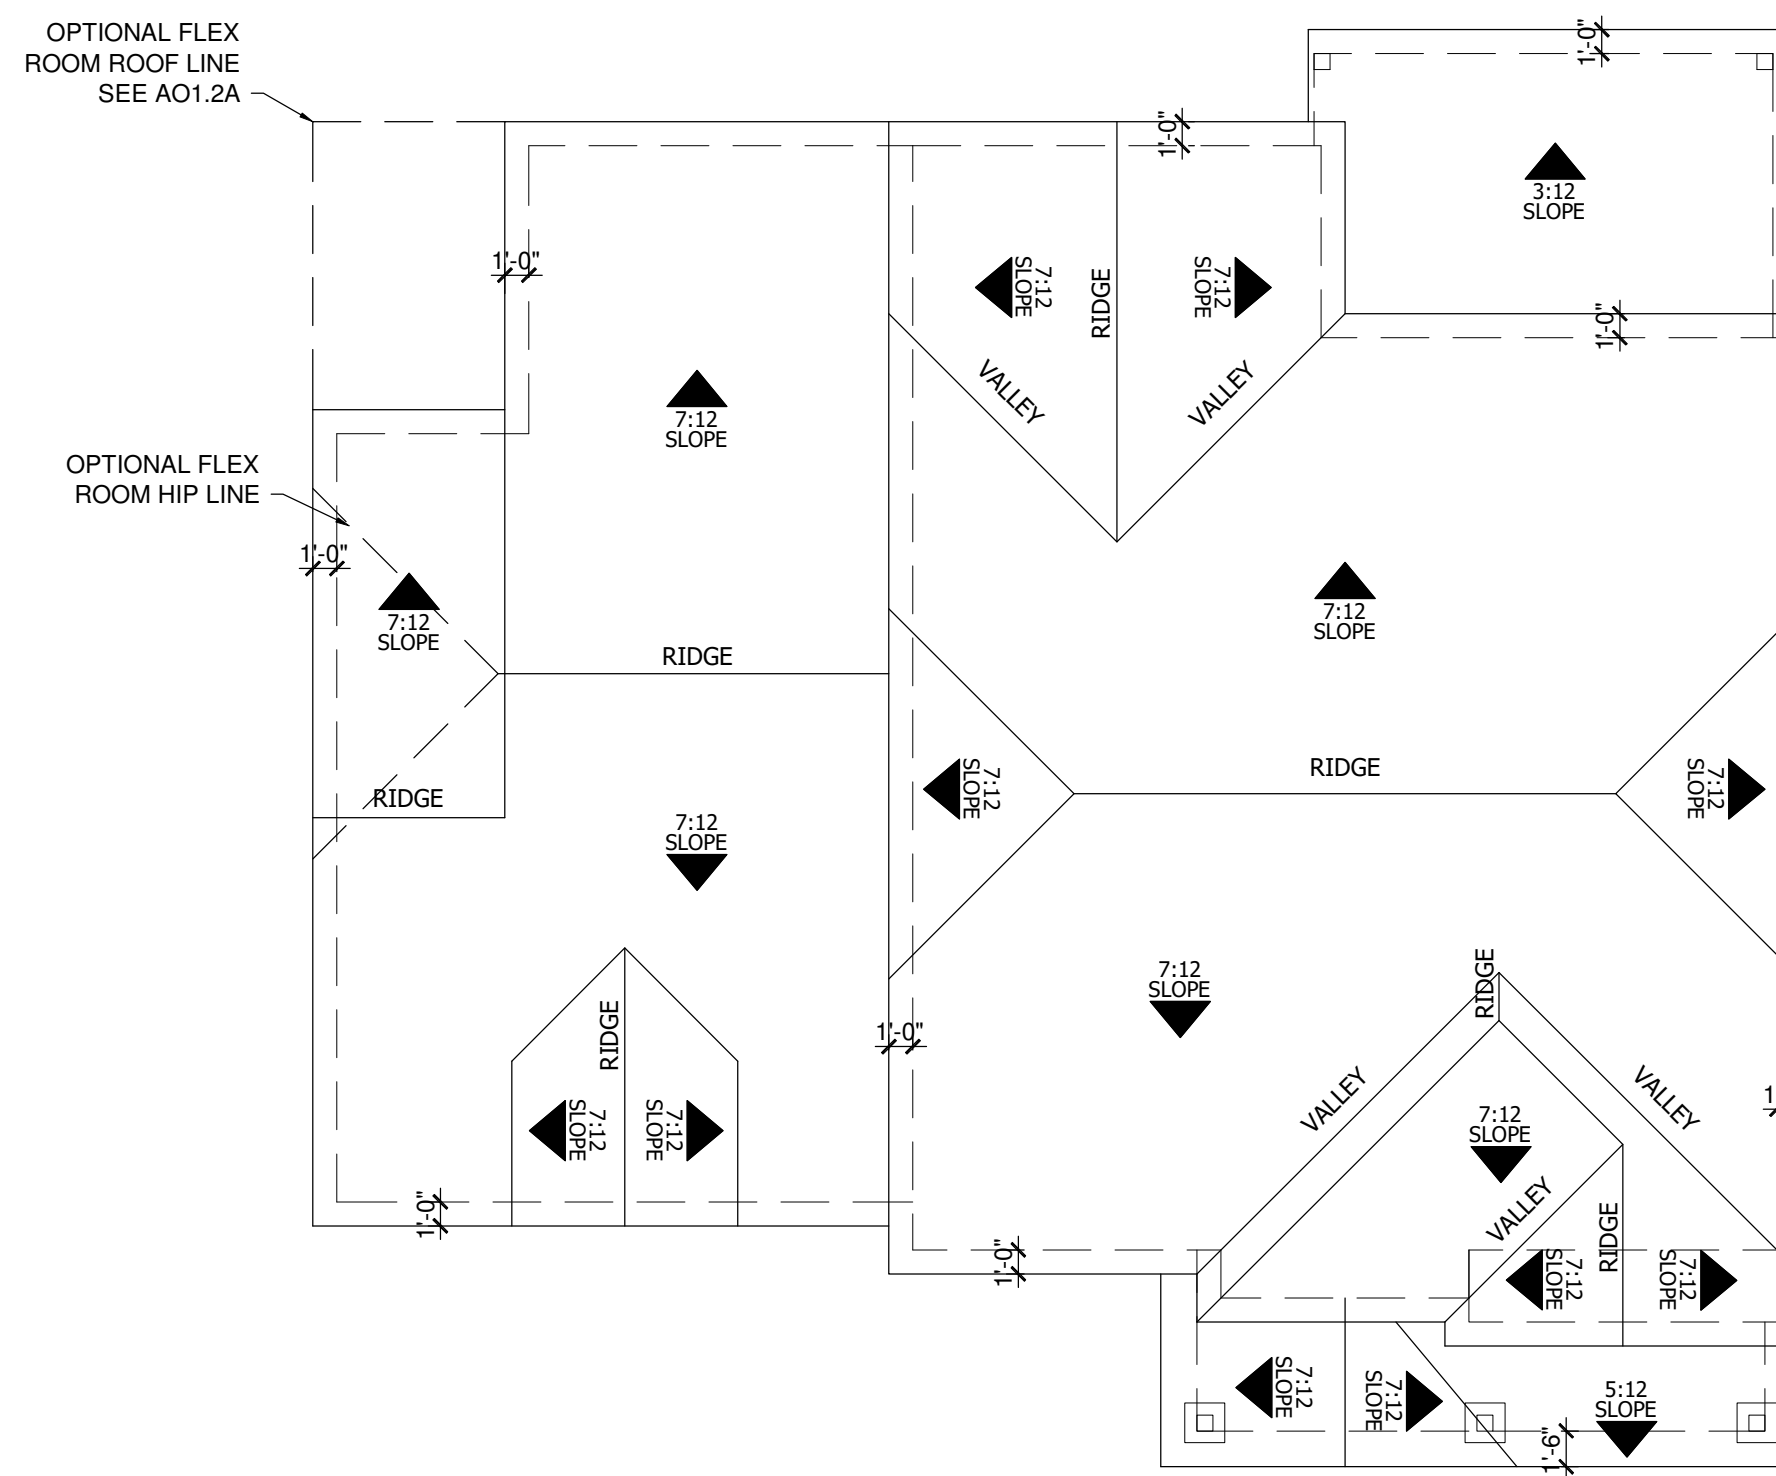 OPTIONAL FLEX
ROOM ROOF LINE
SEE AO1.2A
1'-0"
1'-0"
3:12
SLOPE
1'-0"
7:12
SLOPE
RIDGE
7:12
SLOPE
1'-0"
7:12
SLOPE
VALLEY
VALLEY
OPTIONAL FLEX
ROOM HIP LINE
1'-0"
7:12
SLOPE
7:12
SLOPE
RIDGE
RIDGE
7:12
SLOPE
7:12
SLOPE
RIDGE
7:12
SLOPE
RIDGE
7:12
SLOPE
RIDGE
1'-0"
VALLEY
VALLEY
7:12
SLOPE
7:12
SLOPE
7:12
SLOPE
VALLEY
RIDGE
1'-0"
1'-0"
7:12
SLOPE
7:12
SLOPE
7:12
SLOPE
7:12
SLOPE
5:12
SLOPE
1'-6"